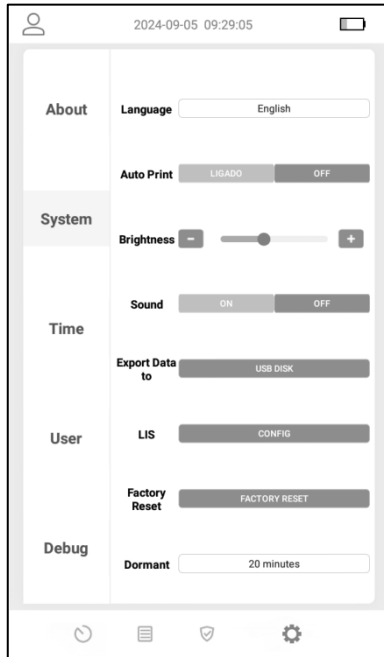 2024-09-05 09:29:05
About
System
Time
User
Debug
Language English
Auto Print LIGADO OFF
Brightness - +
Sound ON OFF
Export Data
to USB DISK
LIS CONFIG
Factory
Reset FACTORY RESET
Dormant 20 minutes